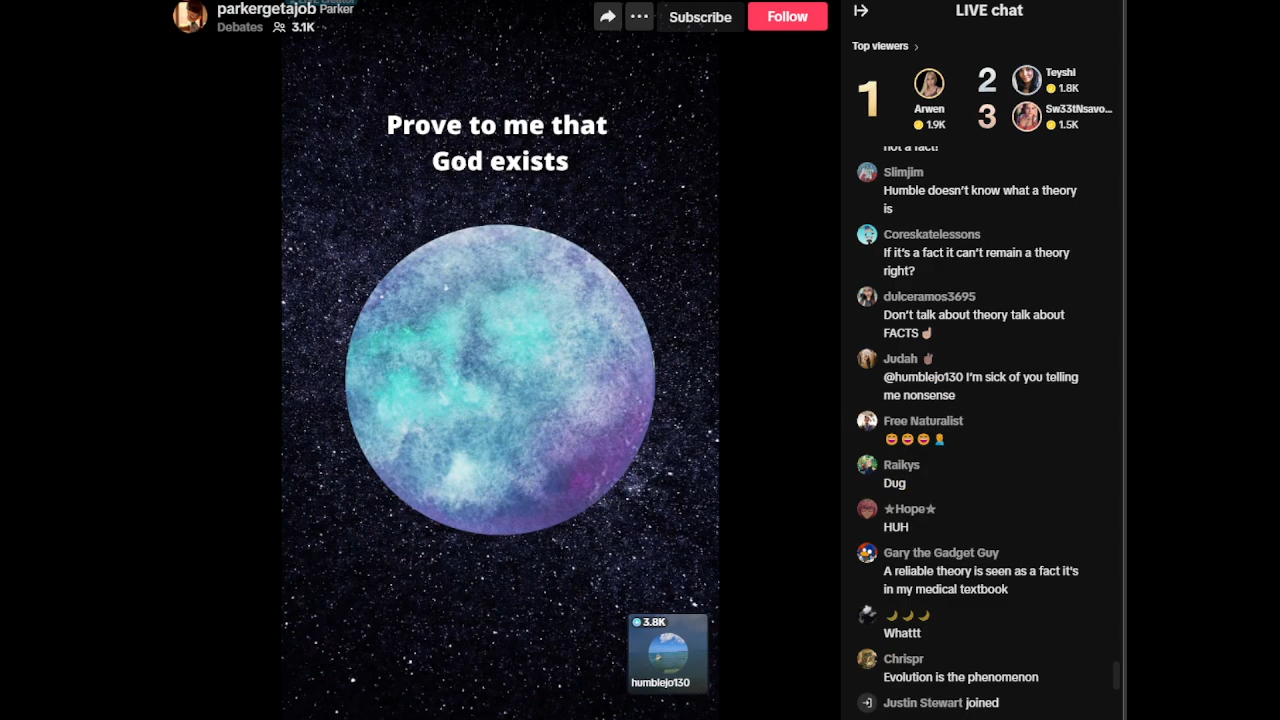 parkergetajob Parker
Debates 3.1K
Subscribe
Follow
Prove to me that
God exists
3.8K
humblejo130
LIVE chat
Top viewers
1
Arwen
1.9K
2
Teyshi
1.8K
3
Sw33tNsavo...
1.5K
not a fact!
Slimjim
Humble doesn't know what a theory
is
Coreskatelessons
If it's a fact it can't remain a theory
right?
dulceramos3695
Don't talk about theory talk about
FACTS ☝🏼
Judah ✌🏽
@humblejo130 I'm sick of you telling
me nonsense
Free Naturalist
😄 😄 😄 🤦‍♂️
Raikys
Dug
★Hope★
HUH
Gary the Gadget Guy
A reliable theory is seen as a fact it's
in my medical textbook
🌙 🌙 🌙
Whattt
Chrispr
Evolution is the phenomenon
Justin Stewart joined